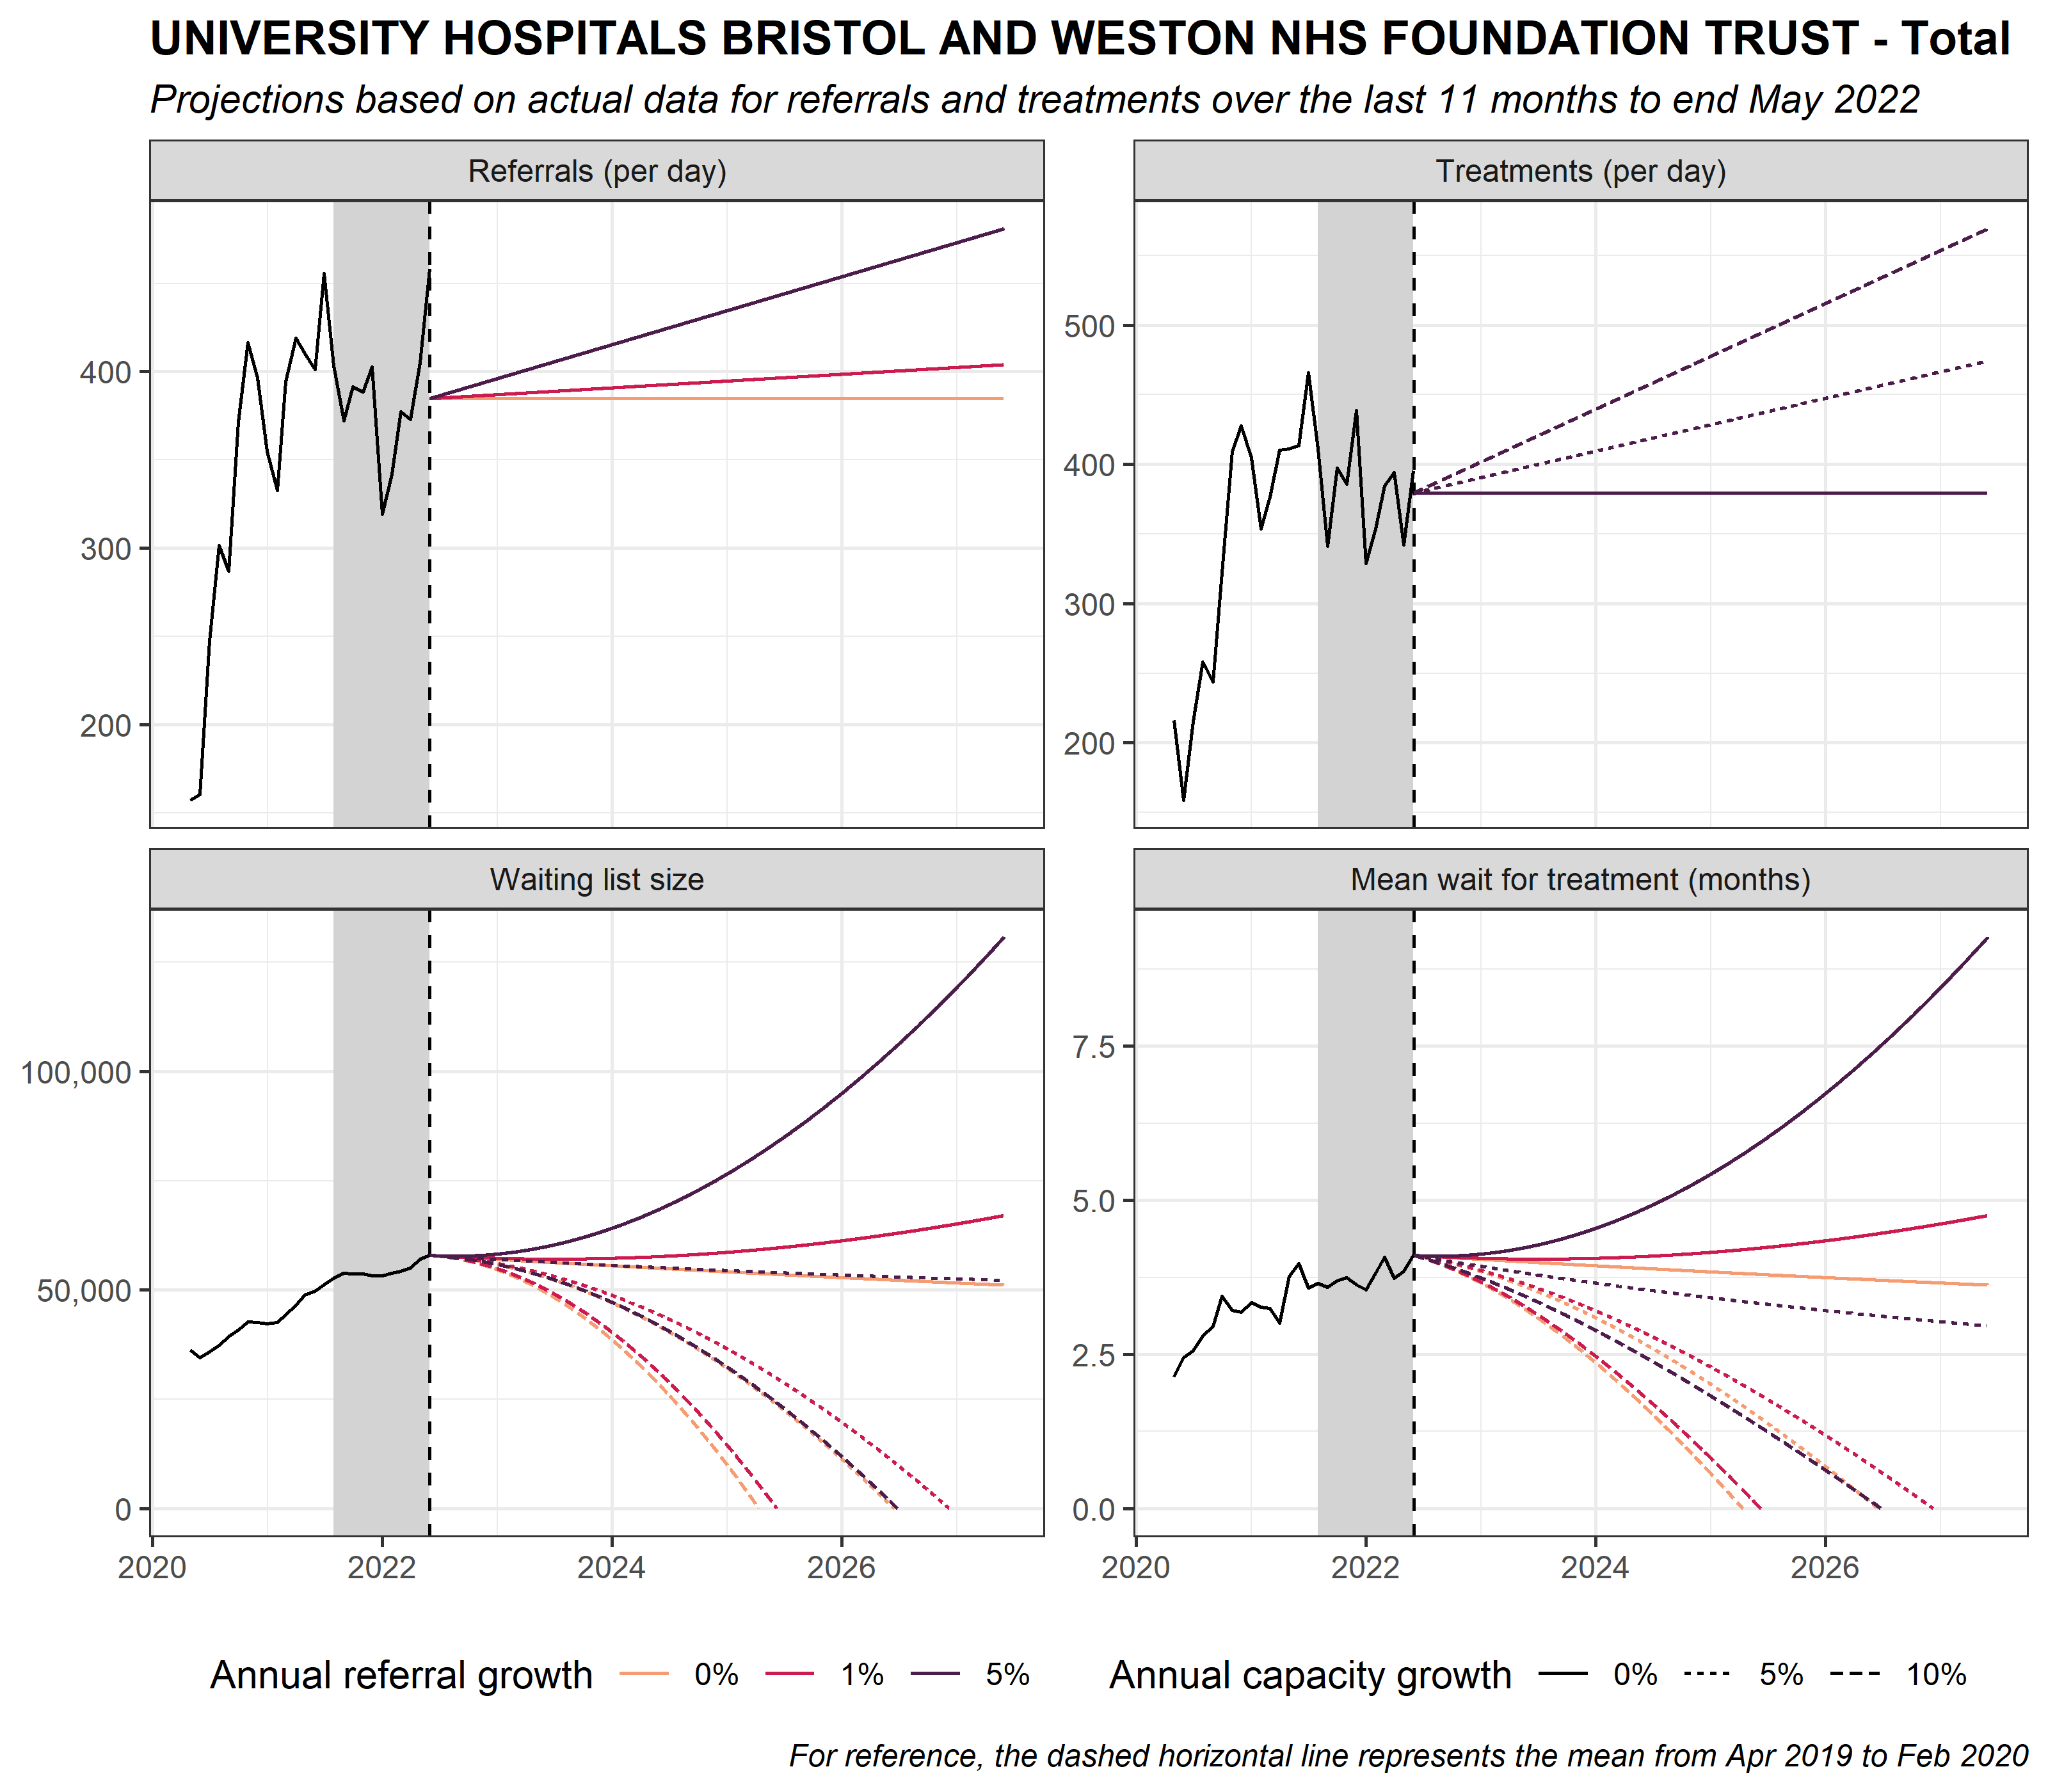 UNIVERSITY HOSPITALS BRISTOL AND WESTON NHS FOUNDATION TRUST - Total
Projections based on actual data for referrals and treatments over the last 11 months to end May 2022
Referrals (per day)
400
300
200
Treatments (per day)
500
400
300
200
Waiting list size
100,000
50,000
0
2020 2022 2024 2026
Mean wait for treatment (months)
7.5
5.0
2.5
0.0
2020 2022 2024 2026
Annual referral growth 0% 1% 5%
Annual capacity growth 0% 5% 10%
For reference, the dashed horizontal line represents the mean from Apr 2019 to Feb 2020